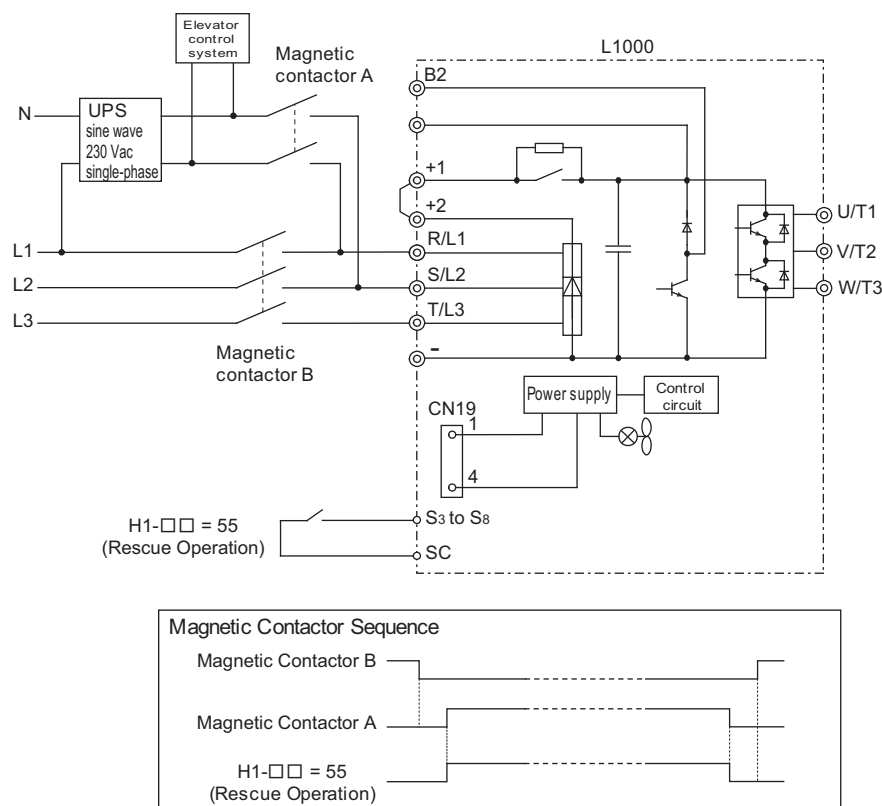 Elevator
control
system
Magnetic
contactor A
L1000
N
UPS
sine wave
230 Vac
single-phase
B2
+1
+2
L1
R/L1
L2
S/L2
L3
T/L3
-
U/T1
V/T2
W/T3
Magnetic
contactor B
Power supply
Control
circuit
CN19
1
4
H1-□□ = 55
(Rescue Operation)
S3 to S8
SC
Magnetic Contactor Sequence
Magnetic Contactor B
Magnetic Contactor A
H1-□□ = 55
(Rescue Operation)